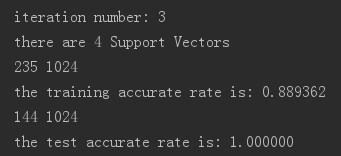 iteration number: 3
there are 4 Support Vectors
235 1024
the training accurate rate is: 0.889362
144 1024
the test accurate rate is: 1.000000